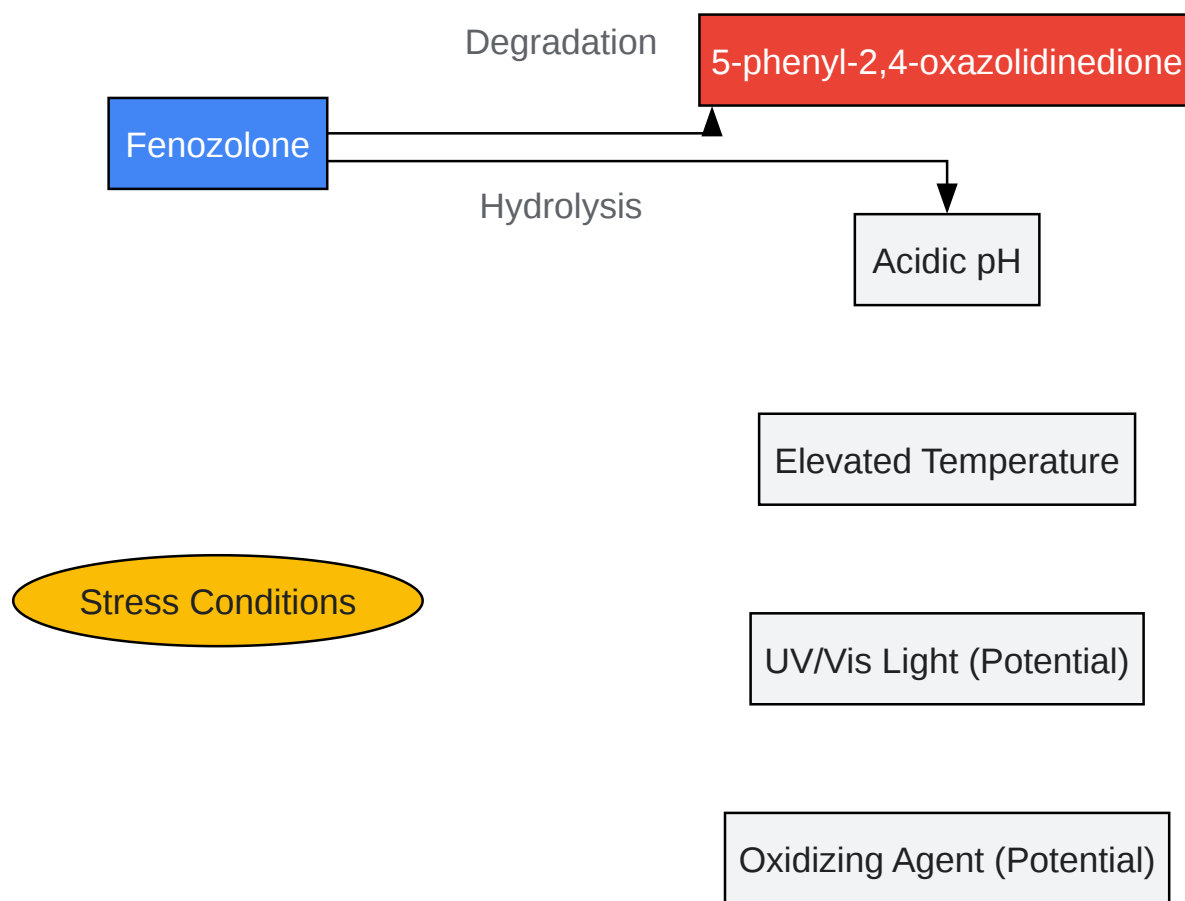 Degradation
5-phenyl-2,4-oxazolidinedione
Fenozolone
Hydrolysis
Acidic pH
Elevated Temperature
Stress Conditions
UV/Vis Light (Potential)
Oxidizing Agent (Potential)